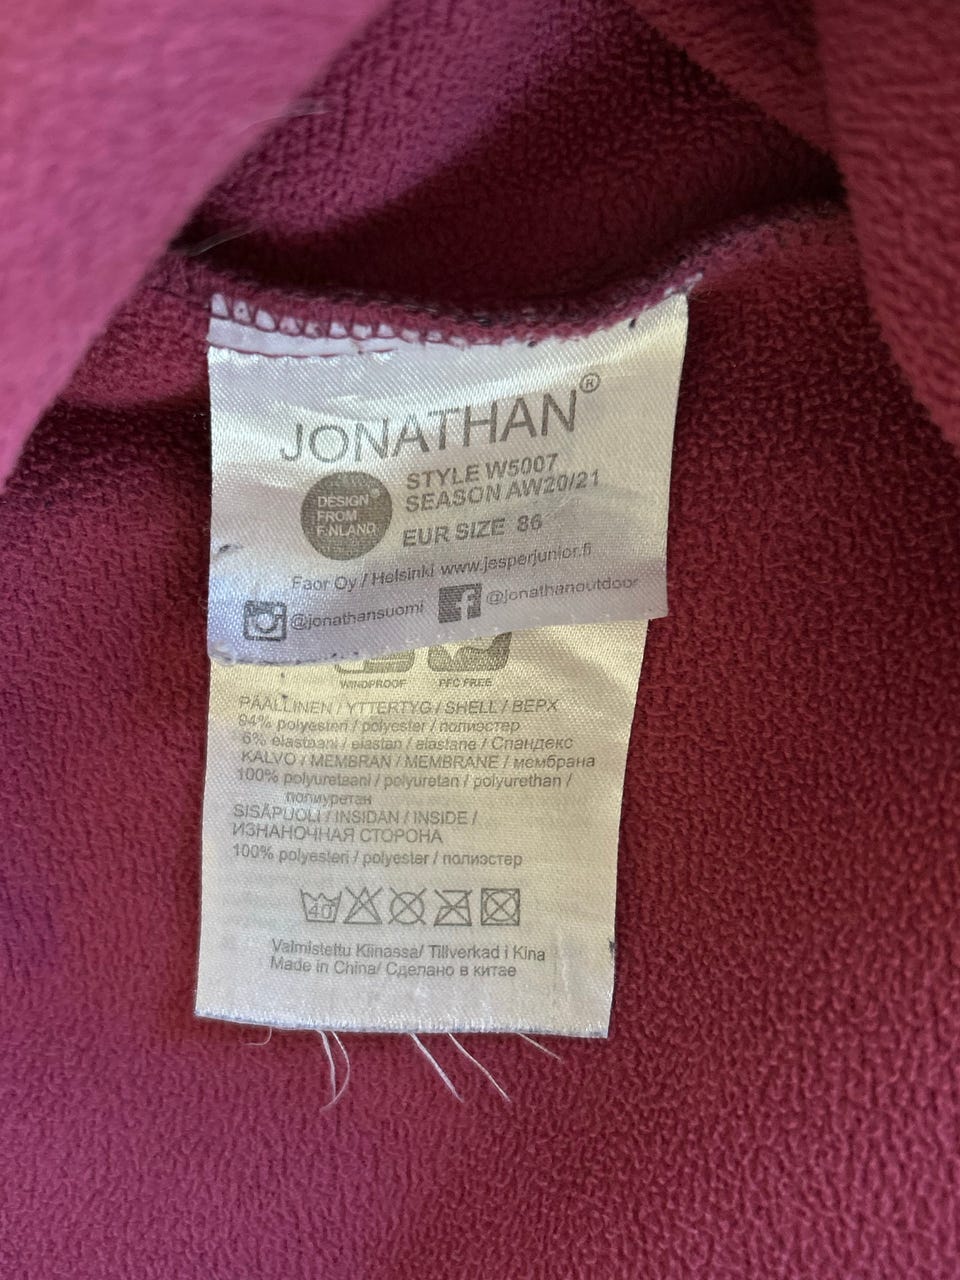 JONATHAN®
DESIGN
FROM
FINLAND
STYLE W5007
SEASON AW20/21
EUR SIZE 86
Faor Oy / Helsinki www.jesperjunior.fi
@jonathansuomi @jonathanoutdoor
WINDPROOF PFC FREE
PÄÄLLINEN / YTTERTYG / SHELL / ВЕРХ
94% polyesteri / polyester / полиэстер
6% elastaani / elastan / elastane / Спандекс
KALVO / MEMBRAN / MEMBRANE / мембрана
100% polyuretaani / polyuretan / polyurethan /
полиуретан
SISÄPUOLI / INSIDAN / INSIDE /
ИЗНАНОЧНАЯ СТОРОНА
100% polyesteri / polyester / полиэстер
40
Valmistettu Kiinassa/ Tillverkad i Kina
Made in China/ Сделано в китае